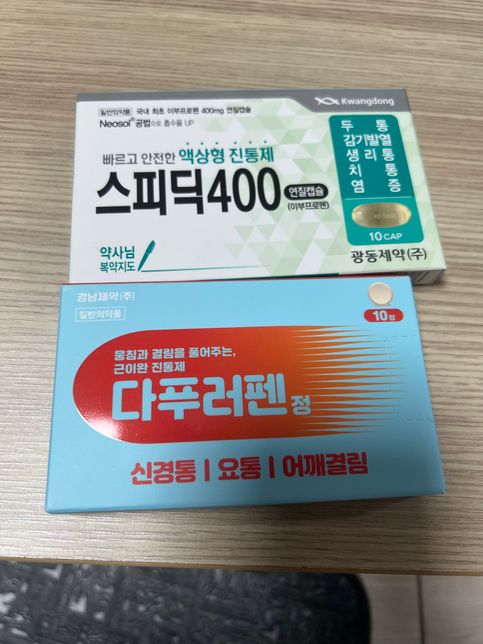 일반의약품 국내 최초 이부프로펜 400mg 연질캡슐
Neosol® 공법으로 흡수율 UP
Kwangdong
빠르고 안전한 액상형 진통제
스피딕400 연질캡슐
(이부프로펜)
두통
감기발열
생리통
치통
염증
10 CAP
약사님
복약지도
광동제약(주)
경남제약(주)
일반의약품
10정
뭉침과 결림을 풀어주는,
근이완 진통제
다푸러펜정
신경통 | 요통 | 어깨결림